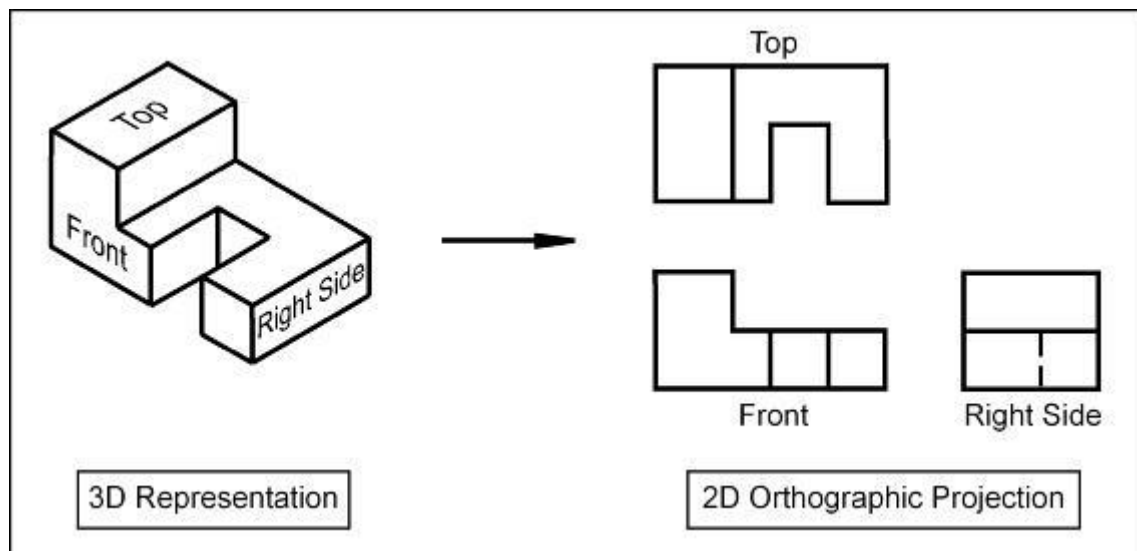 Top
Front
Right Side
Top
Front
Right Side
3D Representation
2D Orthographic Projection